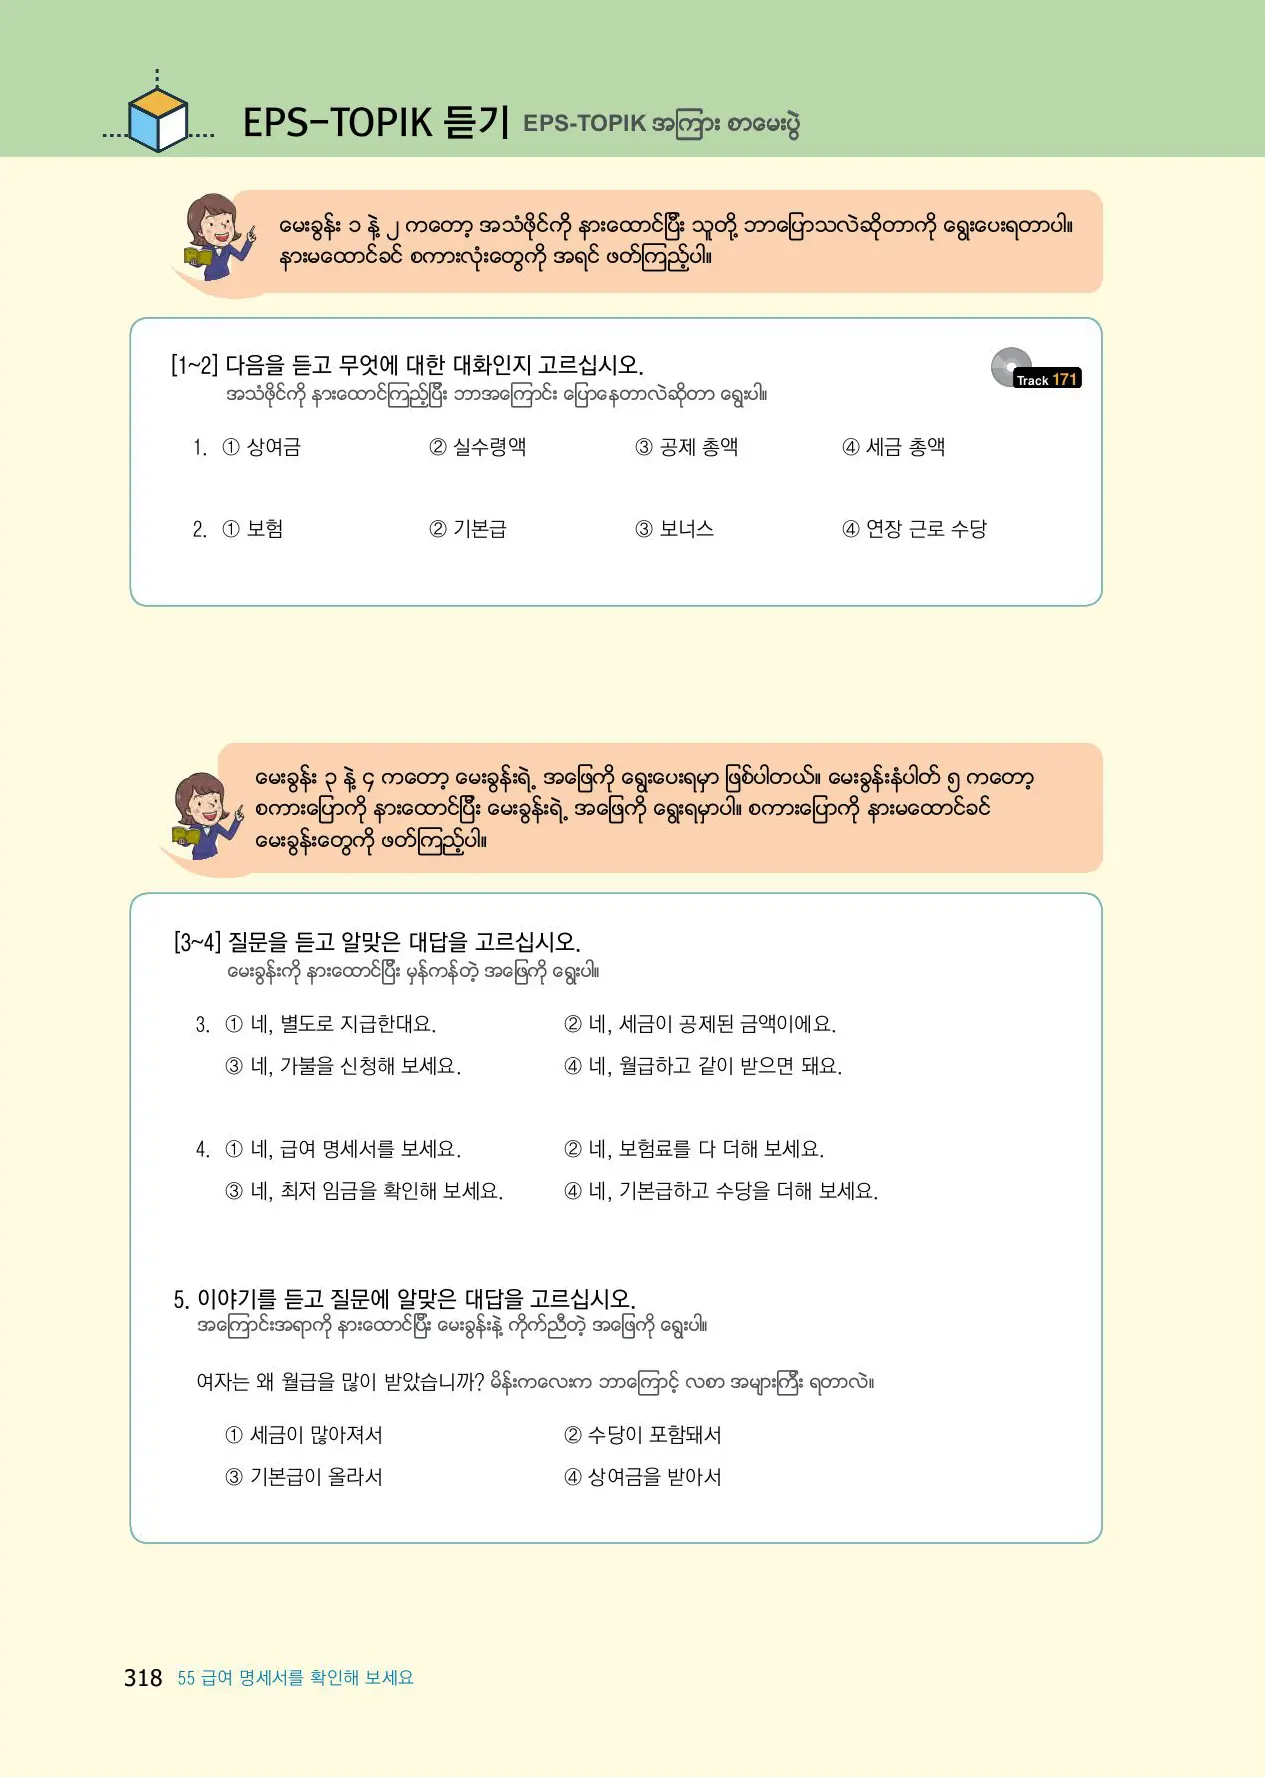 EPS-TOPIK 듣기 EPS-TOPIK အကြား စာမေးပွဲ
မေးခွန်း ၁ နဲ့ ၂ ကတော့ အသံဖိုင်ကို နားထောင်ပြီး သူတို့ ဘာပြောသလဲဆိုတာကို ရွေးပေးရတာပါ။
နားမထောင်ခင် စကားလုံးတွေကို အရင် ဖတ်ကြည့်ပါ။
[1~2] 다음을 듣고 무엇에 대한 대화인지 고르십시오.
Track 171
အသံဖိုင်ကို နားထောင်ကြည့်ပြီး ဘာအကြောင်း ပြောနေတာလဲဆိုတာ ရွေးပါ။
1. ① 상여금 ② 실수령액 ③ 공제 총액 ④ 세금 총액
2. ① 보험 ② 기본급 ③ 보너스 ④ 연장 근로 수당
မေးခွန်း ၃ နဲ့ ၄ ကတော့ မေးခွန်းရဲ့ အဖြေကို ရွေးပေးရမှာ ဖြစ်ပါတယ်။ မေးခွန်းနံပါတ် ၅ ကတော့
စကားပြောကို နားထောင်ပြီး မေးခွန်းရဲ့ အဖြေကို ရွေးရမှာပါ။ စကားပြောကို နားမထောင်ခင်
မေးခွန်းတွေကို ဖတ်ကြည့်ပါ။
[3~4] 질문을 듣고 알맞은 대답을 고르십시오.
မေးခွန်းကို နားထောင်ပြီး မှန်ကန်တဲ့ အဖြေကို ရွေးပါ။
3. ① 네, 별도로 지급한대요. ② 네, 세금이 공제된 금액이에요.
③ 네, 가불을 신청해 보세요. ④ 네, 월급하고 같이 받으면 돼요.
4. ① 네, 급여 명세서를 보세요. ② 네, 보험료를 다 더해 보세요.
③ 네, 최저 임금을 확인해 보세요. ④ 네, 기본급하고 수당을 더해 보세요.
5. 이야기를 듣고 질문에 알맞은 대답을 고르십시오.
အကြောင်းအရာကို နားထောင်ပြီး မေးခွန်းနဲ့ ကိုက်ညီတဲ့ အဖြေကို ရွေးပါ။
여자는 왜 월급을 많이 받았습니까? မိန်းကလေးက ဘာကြောင့် လစာ အများကြီး ရတာလဲ။
① 세금이 많아져서 ② 수당이 포함돼서
③ 기본급이 올라서 ④ 상여금을 받아서
318 55 급여 명세서를 확인해 보세요